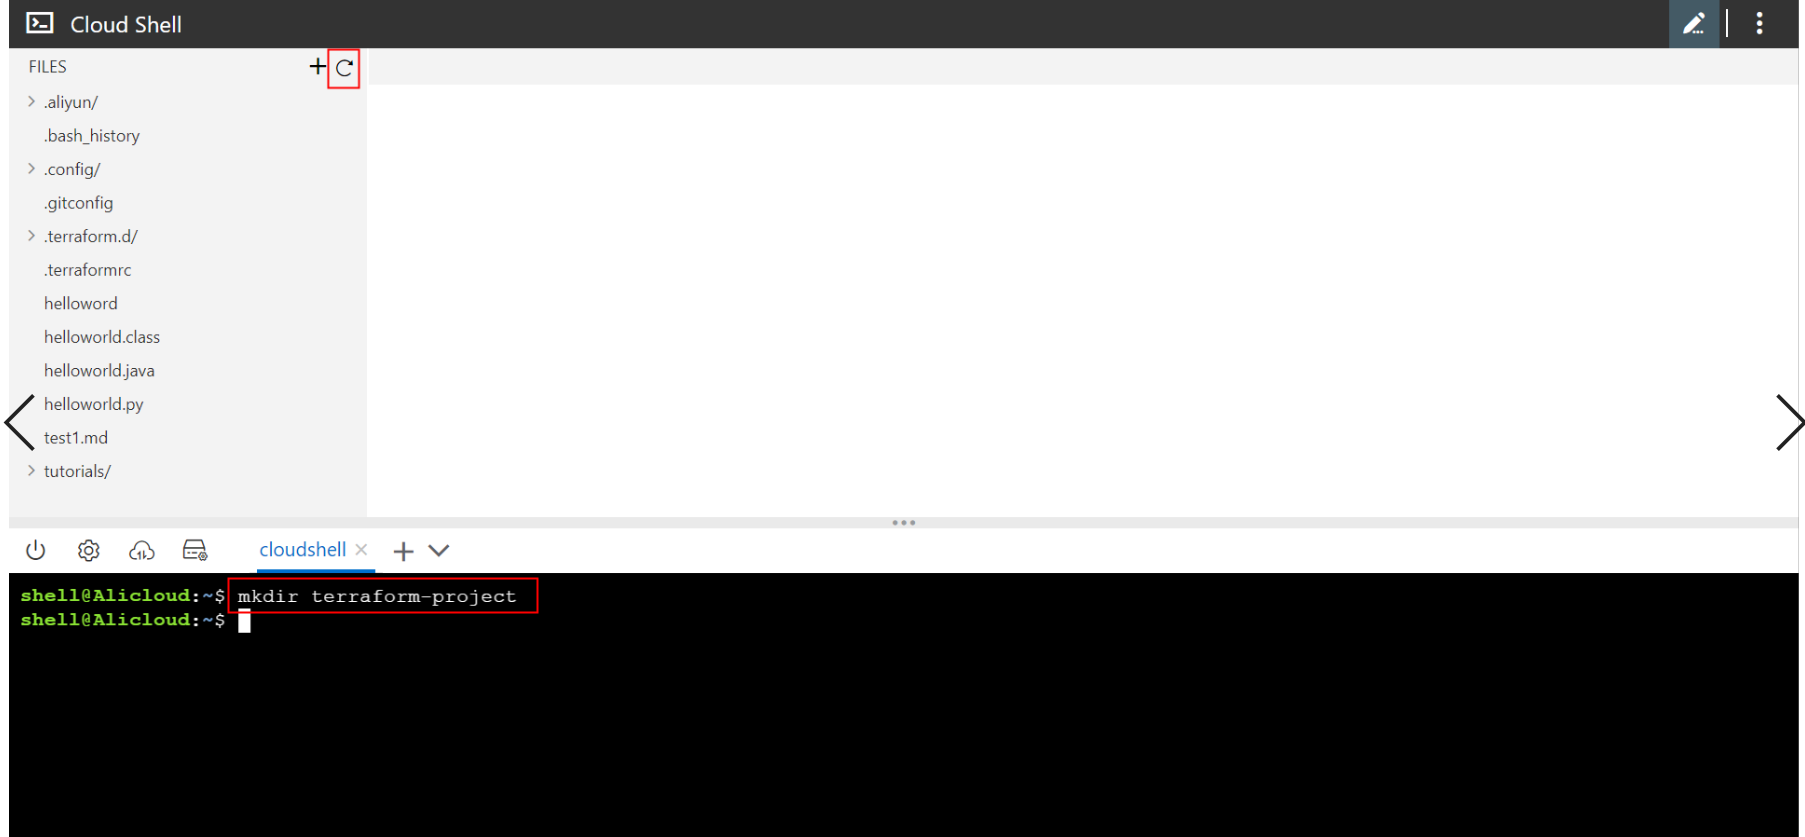 Cloud Shell
FILES
.aliyun/
.bash_history
.config/
.gitconfig
.terraform.d/
.terraformrc
helloword
helloworld.class
helloworld.java
helloworld.py
test1.md
tutorials/
cloudshell
shell@Alicloud:~$ mkdir terraform-project
shell@Alicloud:~$